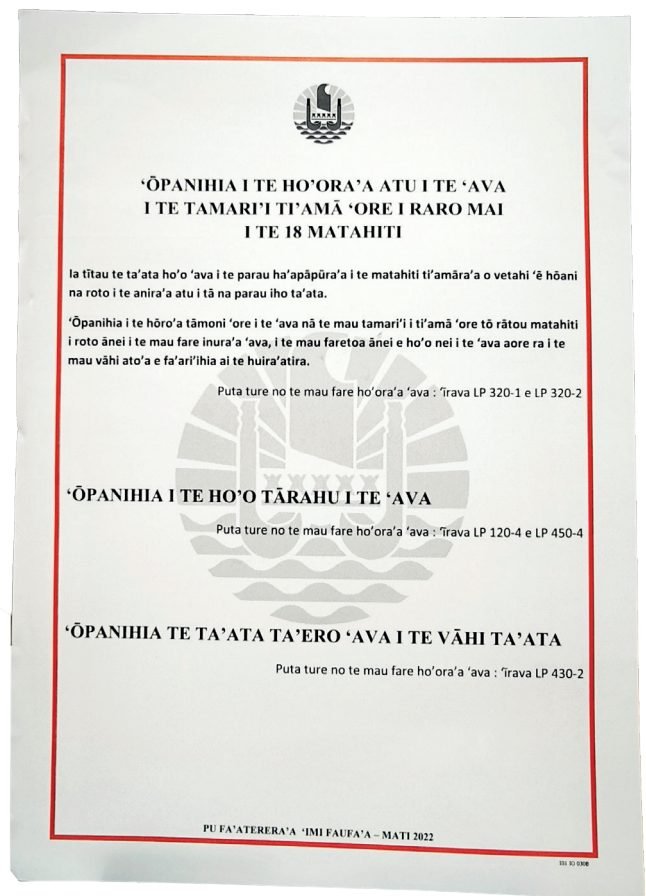 ‘ŌPANIHIA I TE HO’ORA’A ATU I TE ‘AVA
I TE TAMARI’I TI’AMĀ ‘ORE I RARO MAI
I TE 18 MATAHITI
Ia tītau te ta’ata ho’o ‘ava i te parau ha’apāpūra’a i te matahiti ti’amāra’a o vetahi ‘ē hōani
na roto i te anira’a atu i tā na parau iho ta’ata.
‘Ōpanihia i te hōro’a tāmoni ‘ore i te ‘ava nā te mau tamari’i i ti’amā ‘ore tō rātou matahiti
i roto ānei i te mau fare inura’a ‘ava, i te mau faretoa ānei e ho’o nei i te ‘ava aore ra i te
mau vāhi ato’a e fa’ari’ihia ai te huira’atira.
Puta ture no te mau fare ho’ora’a ‘ava : ‘īrava LP 320-1 e LP 320-2
‘ŌPANIHIA I TE HO’O TĀRAHU I TE ‘AVA
Puta ture no te mau fare ho’ora’a ‘ava : ‘īrava LP 120-4 e LP 450-4
‘ŌPANIHIA TE TA’ATA TA’ERO ‘AVA I TE VĀHI TA’ATA
Puta ture no te mau fare ho’ora’a ‘ava : ‘īrava LP 430-2
PU FA’ATERERA’A ‘IMI FAUFA’A – MATI 2022